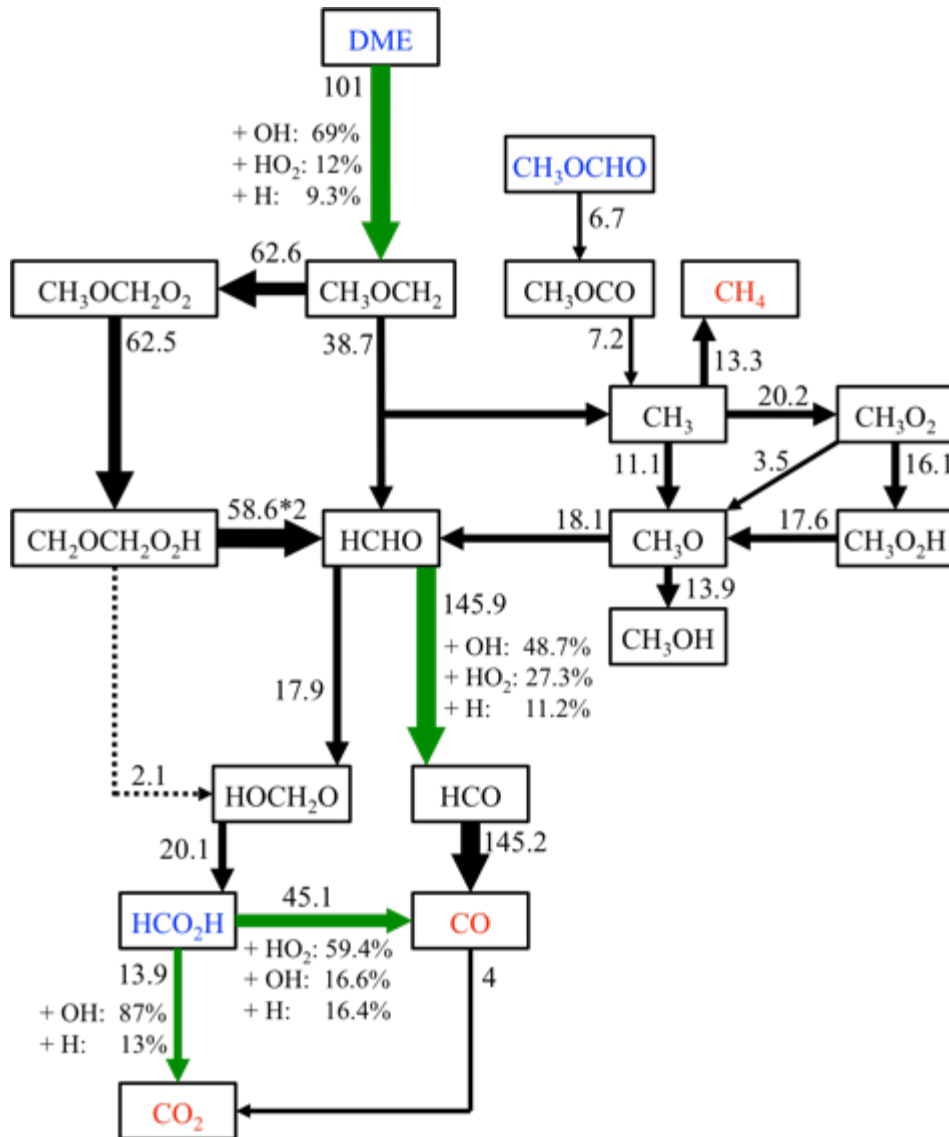 DME
101
+ OH: 69%
+ HO₂: 12%
+ H: 9.3%
CH₃OCHO
6.7
62.6
CH₃OCH₂O₂
CH₃OCH₂
CH₃OCO
CH₄
62.5
38.7
7.2
13.3
CH₃
20.2
CH₃O₂
11.1
3.5
16.1
58.6*2
CH₂OCH₂O₂H
HCHO
18.1
CH₃O
17.6
CH₃O₂H
13.9
145.9
CH₃OH
+ OH: 48.7%
+ HO₂: 27.3%
+ H: 11.2%
17.9
2.1
HOCH₂O
HCO
20.1
145.2
45.1
HCO₂H
CO
+ HO₂: 59.4%
+ OH: 16.6%
+ H: 16.4%
13.9
4
+ OH: 87%
+ H: 13%
CO₂